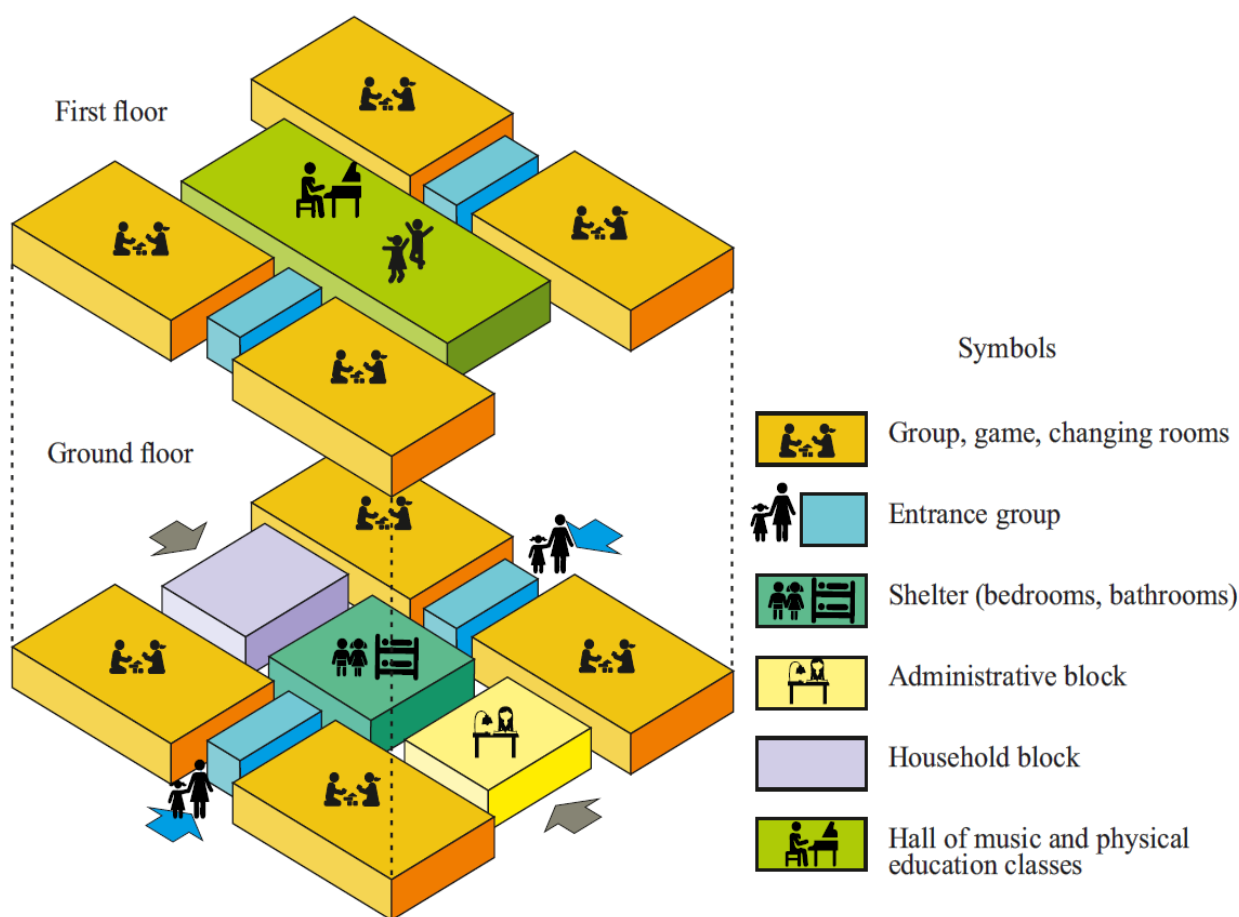 First floor
Ground floor
Symbols
Group, game, changing rooms
Entrance group
Shelter (bedrooms, bathrooms)
Administrative block
Household block
Hall of music and physical
education classes